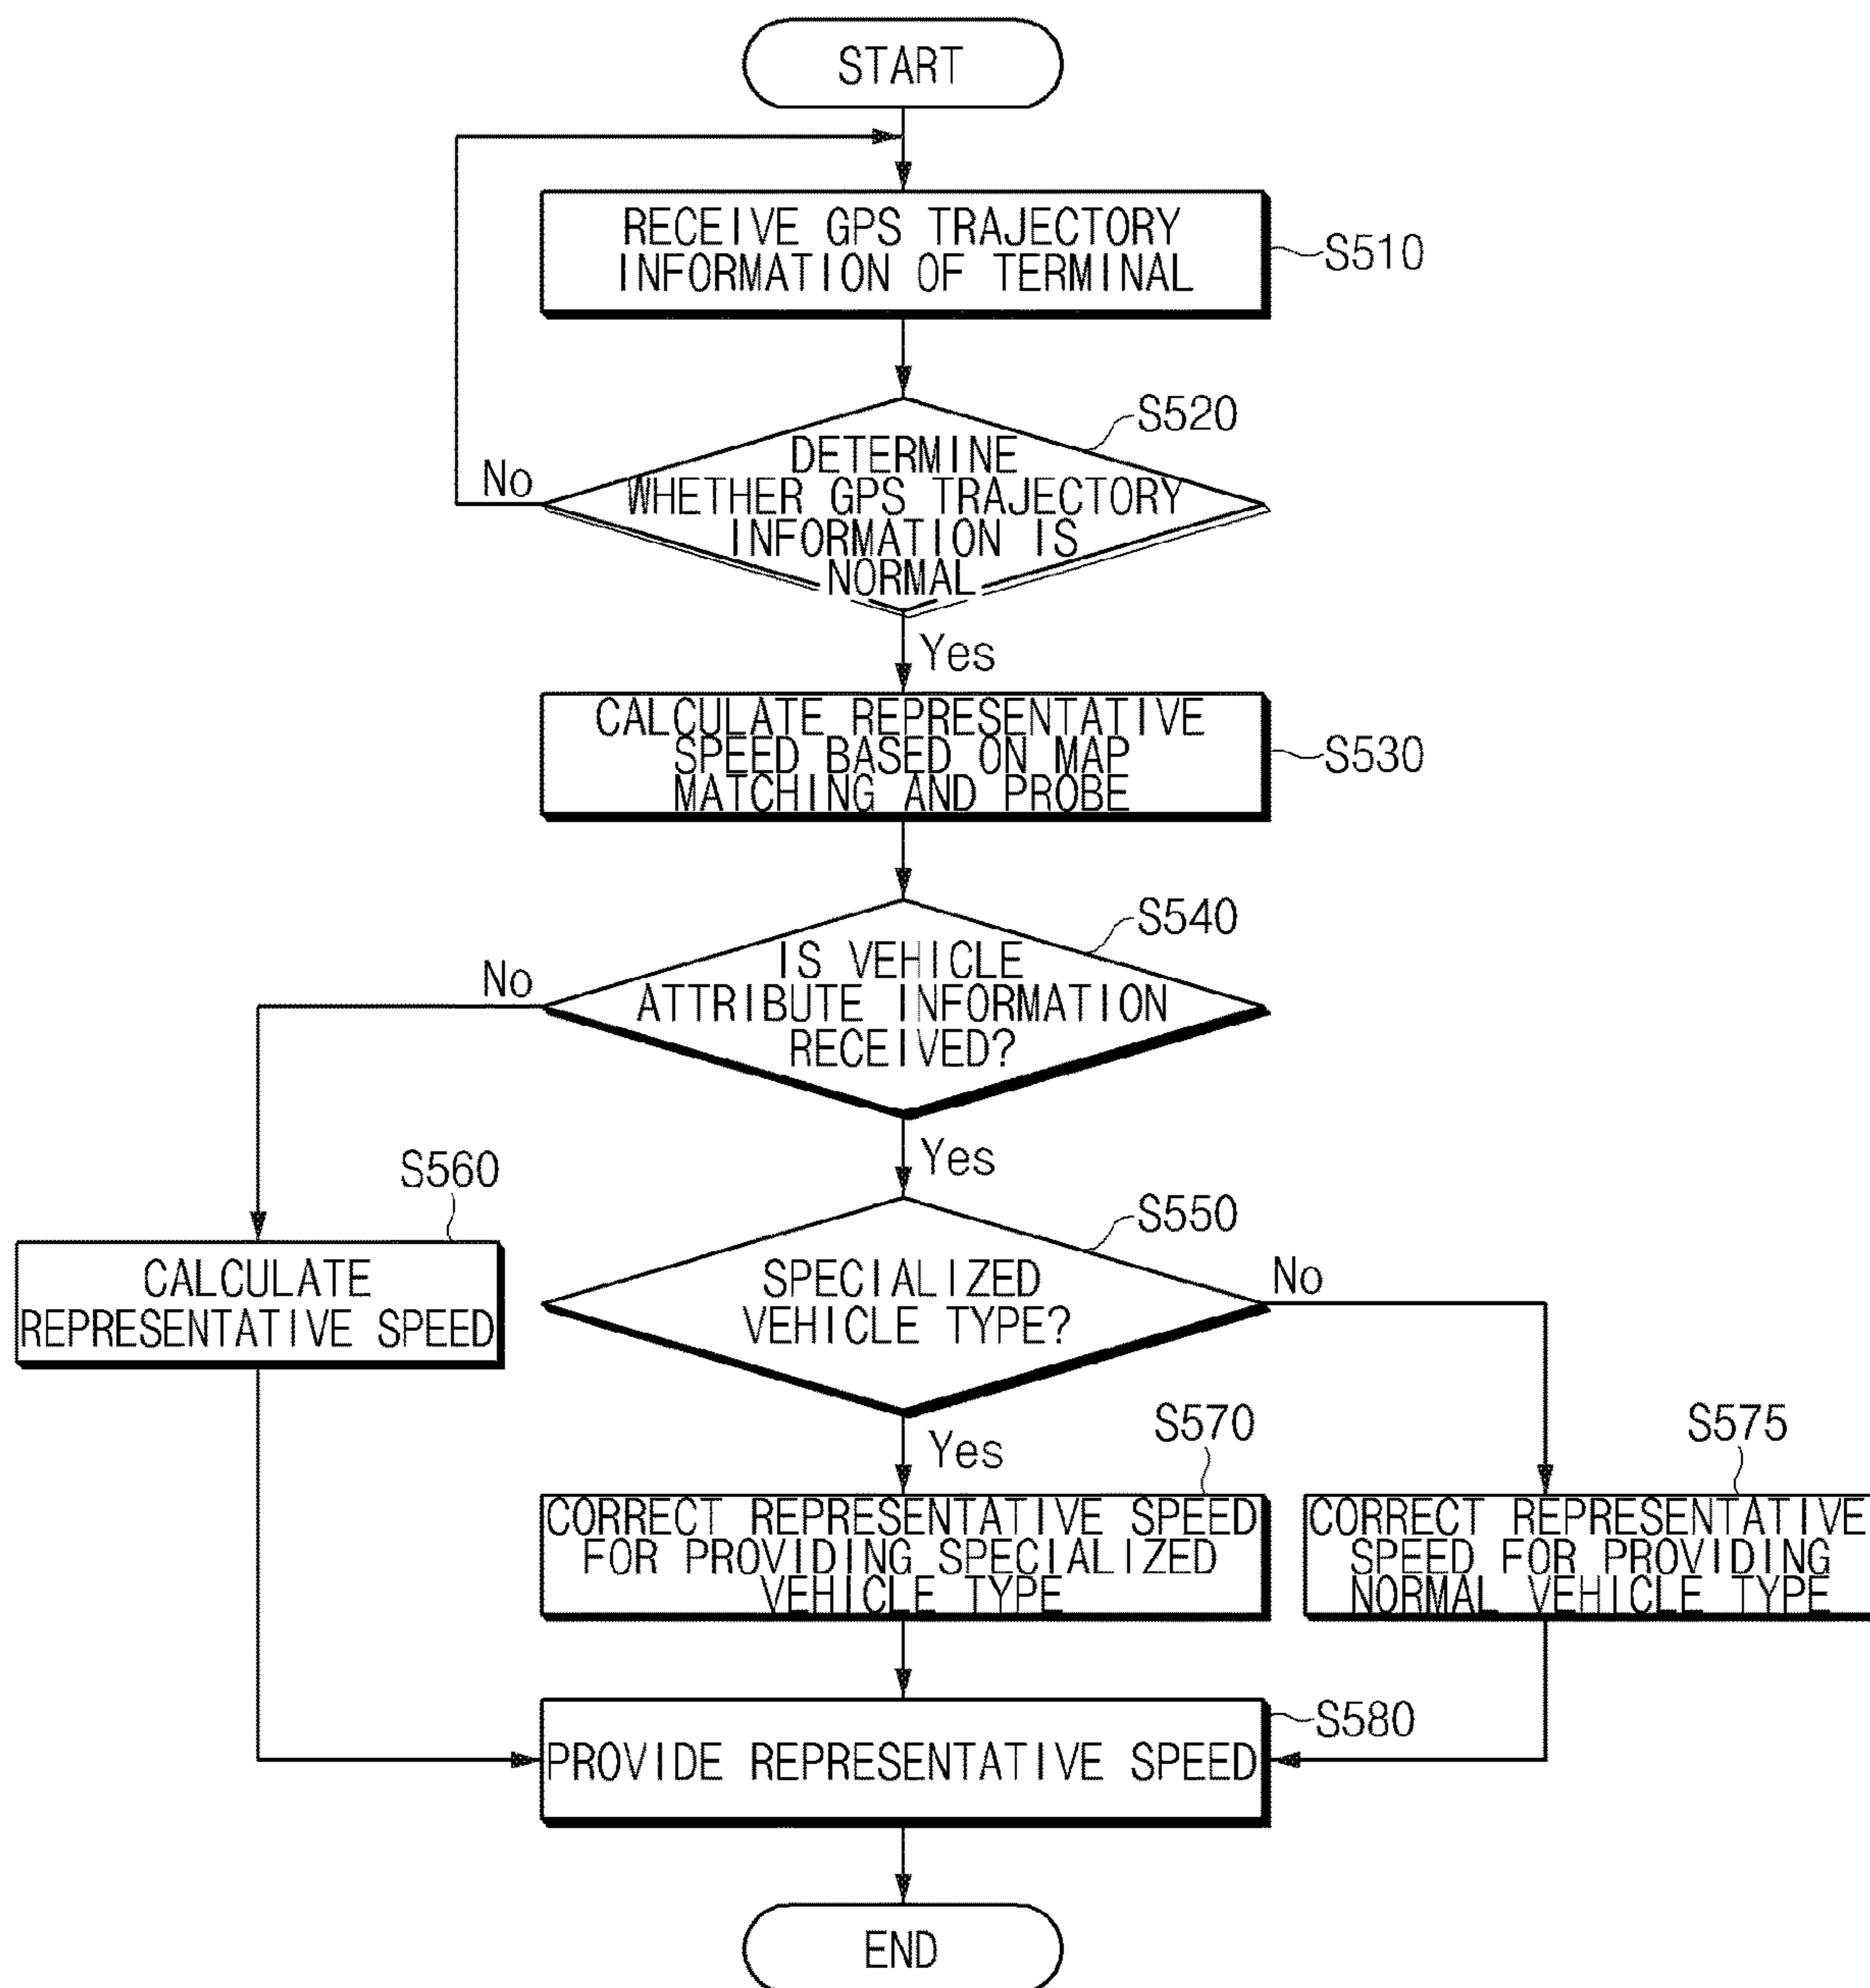 START
RECEIVE GPS TRAJECTORY
INFORMATION OF TERMINAL
S510
S520
DETERMINE
WHETHER GPS TRAJECTORY
INFORMATION IS
NORMAL
No
Yes
CALCULATE REPRESENTATIVE
SPEED BASED ON MAP
MATCHING AND PROBE
S530
S540
IS VEHICLE
ATTRIBUTE INFORMATION
RECEIVED?
No
Yes
S560
CALCULATE
REPRESENTATIVE SPEED
S550
SPECIALIZED
VEHICLE TYPE?
No
Yes
S570
CORRECT REPRESENTATIVE SPEED
FOR PROVIDING SPECIALIZED
VEHICLE TYPE
S575
CORRECT REPRESENTATIVE
SPEED FOR PROVIDING
NORMAL VEHICLE TYPE
S580
PROVIDE REPRESENTATIVE SPEED
END